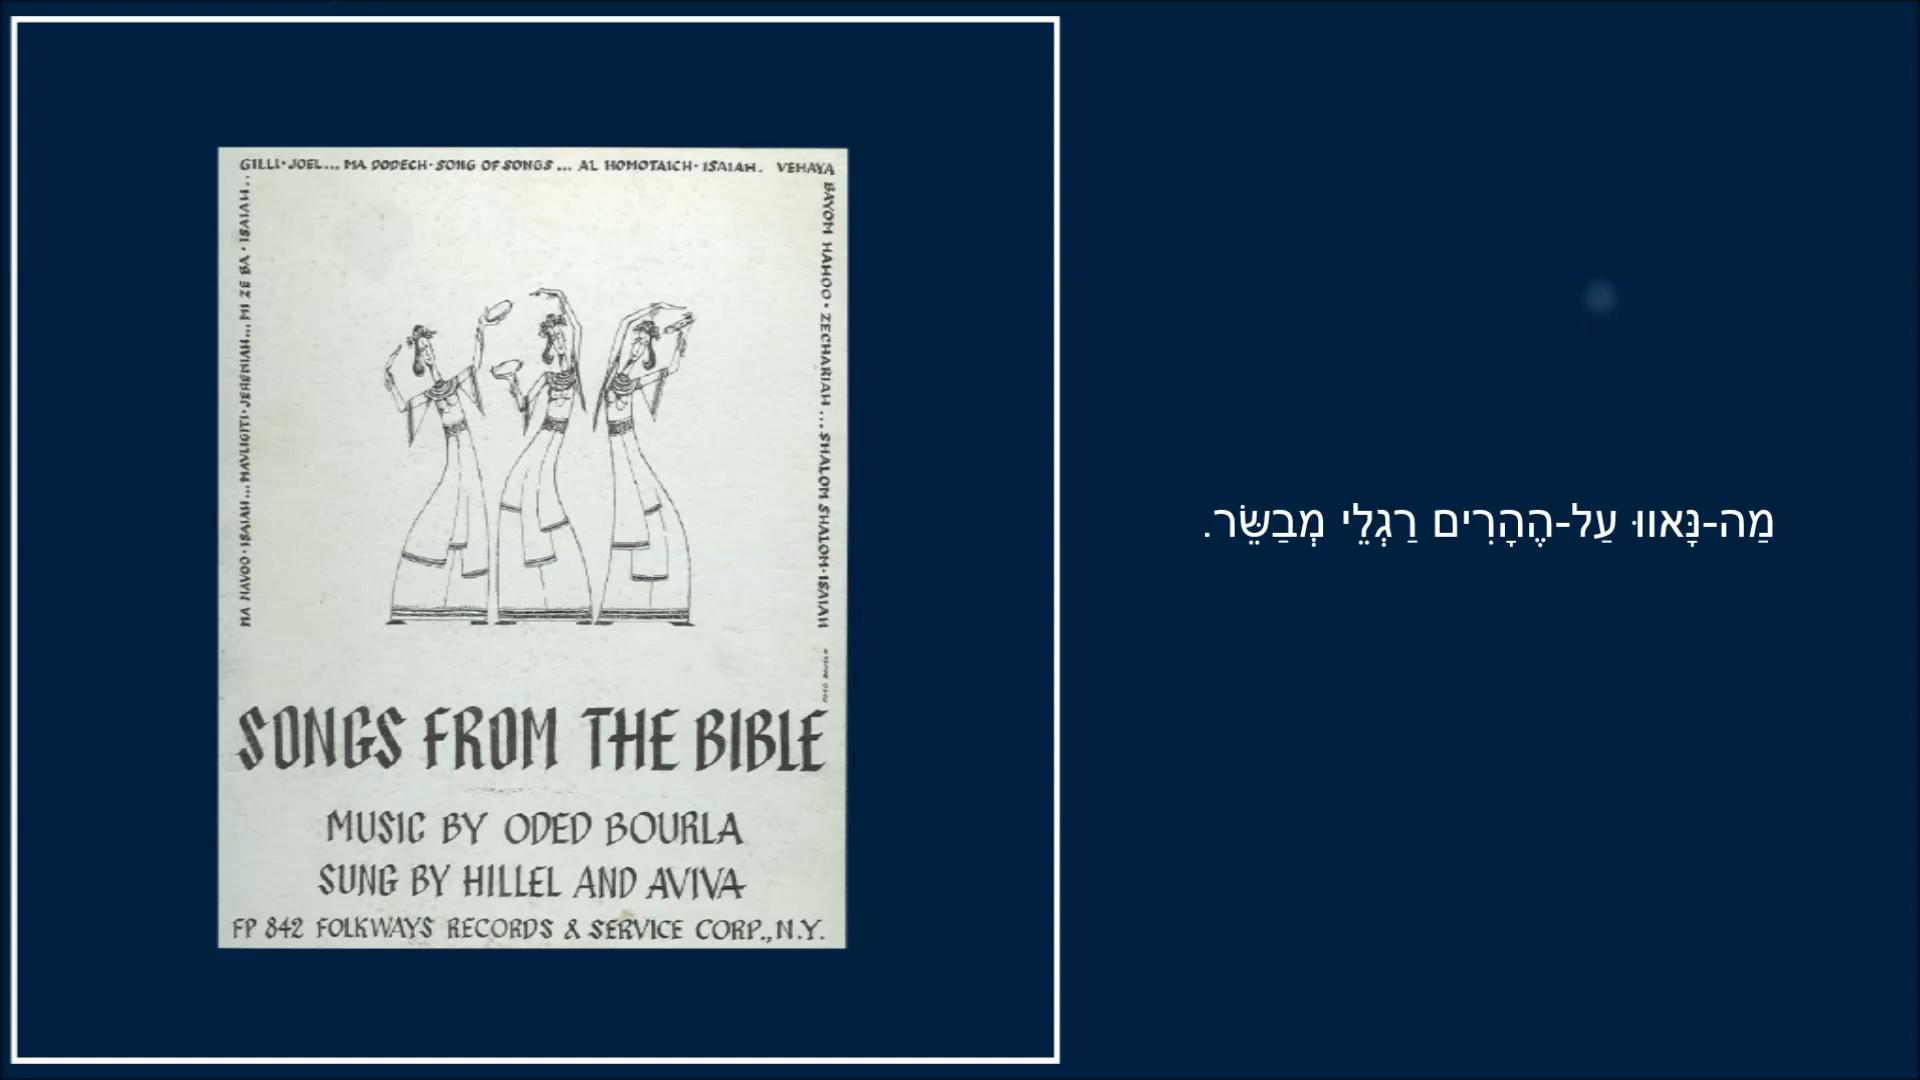 GILLI·JOEL... MA DODECH·SONG OF SONGS ... AL HOMOTAICH·ISAIAH. VEHAYA
BAYOM HAHOO· ZECHARIAH ... SHALOM SHALOM·ISAIAH
MA NAVOO·ISAIAH...HAVLIGITI·JEREMIAH... MI ZE BA·ISAIAH..
SONGS FROM THE BIBLE
MUSIC BY ODED BOURLA
SUNG BY HILLEL AND AVIVA
FP 842 FOLKWAYS RECORDS & SERVICE CORP., N.Y.
מַה-נָּאווּ עַל-הֶהָרִים רַגְלֵי מְבַשֵּׂר.